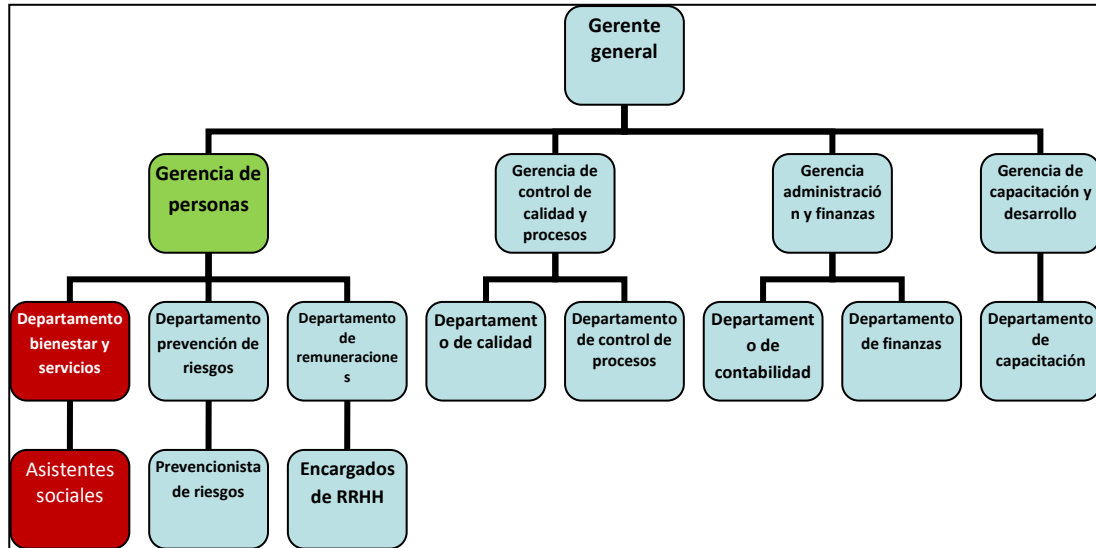 Gerente
general
Gerencia de
personas
Gerencia de
control de
calidad y
procesos
Gerencia
administració
n y finanzas
Gerencia de
capacitación y
desarrollo
Departamento
bienestar y
servicios
Departamento
prevención de
riesgos
Departamento
de
remuneracione
s
Departament
o de calidad
Departamento
de control de
procesos
Departament
o de
contabilidad
Departamento
de finanzas
Departamento
de
capacitación
Asistentes
sociales
Prevencionista
de riesgos
Encargados
de RRHH